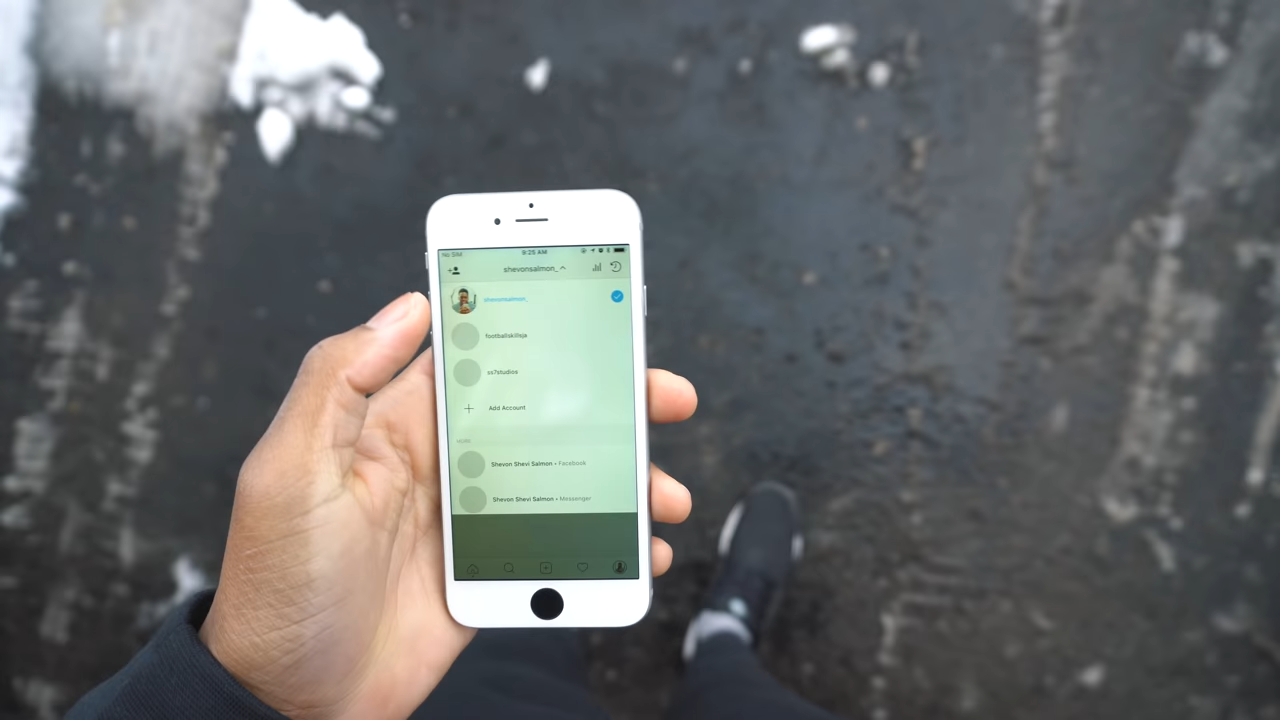 No SIM 9:25 AM
shevonsalmon_
shevonsalmon_
footballskillsja
ss7studios
Add Account
MORE
Shevon Shevi Salmon • Facebook
Shevon Shevi Salmon • Messenger